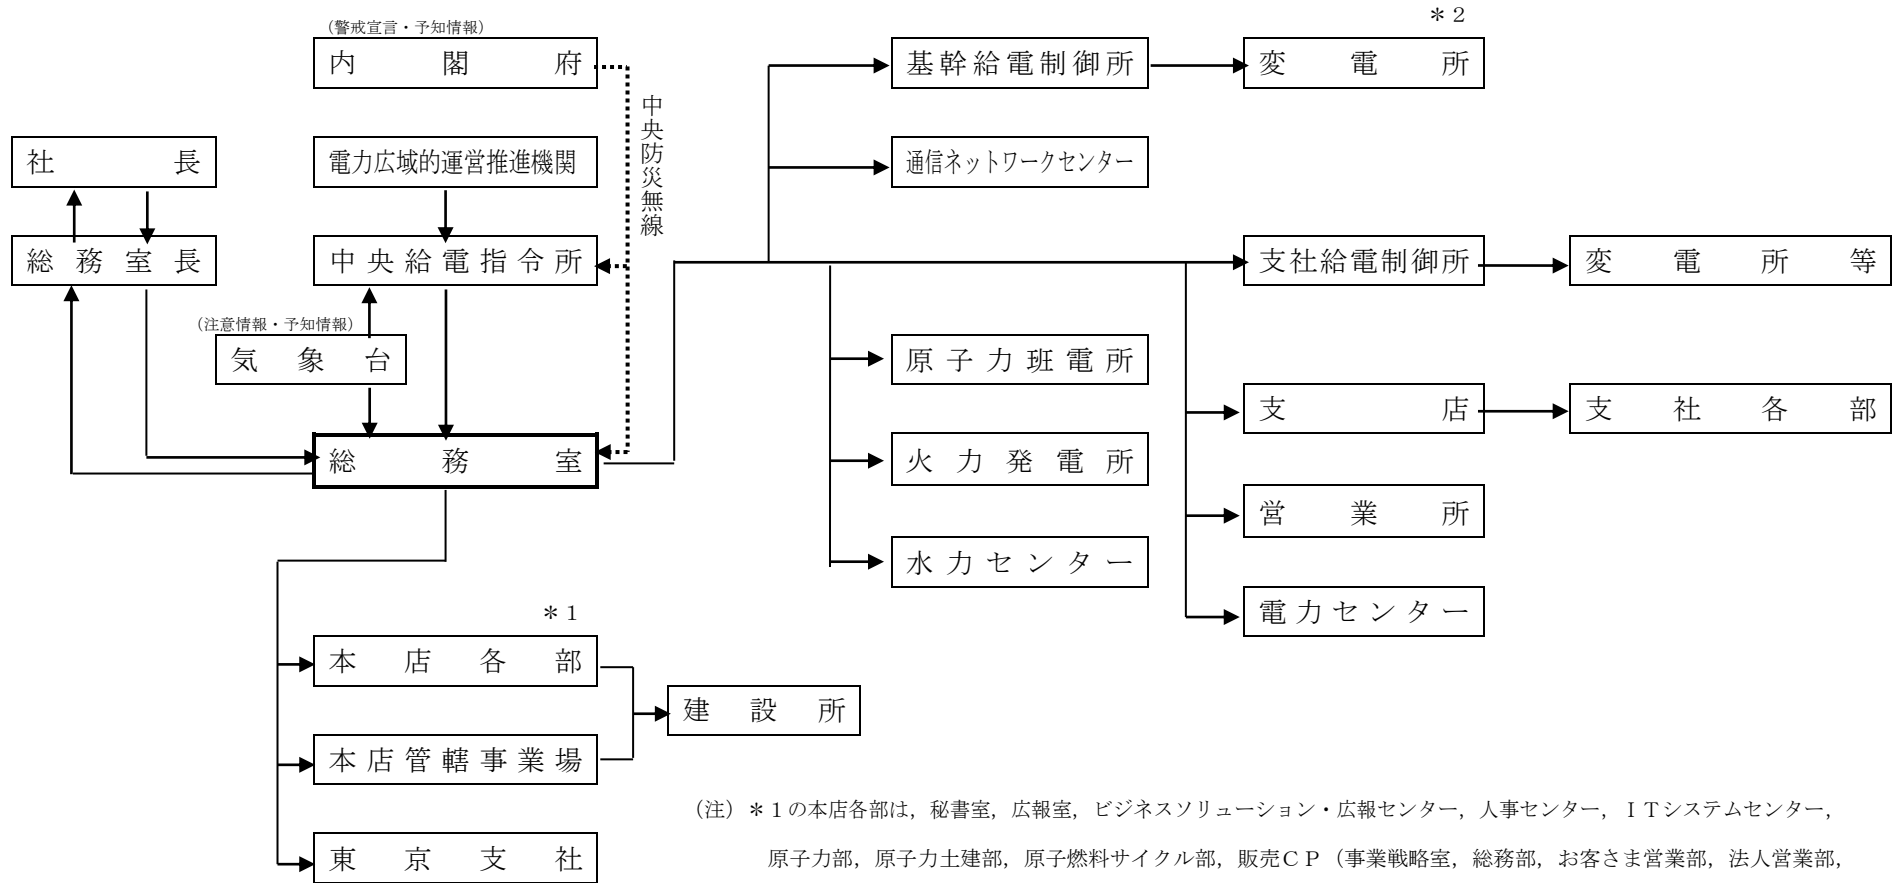 ＊２
（警戒宣言・予知情報）
内閣府
基幹給電制御所
変電所
中央防災無線
社長
電力広域的運営推進機関
通信ネットワークセンター
総務室長
中央給電指令所
支社給電制御所
変電所等
（注意情報・予知情報）
気象台
原子力班電所
支店
支社各部
総務室
火力発電所
営業所
水力センター
電力センター
＊１
本店各部
建設所
本店管轄事業場
（注）＊１の本店各部は，秘書室，広報室，ビジネスソリューション・広報センター，人事センター，ＩＴシステムセンター，
東京支社
原子力部，原子力土建部，原子燃料サイクル部，販売ＣＰ（事業戦略室，総務部，お客さま営業部，法人営業部，